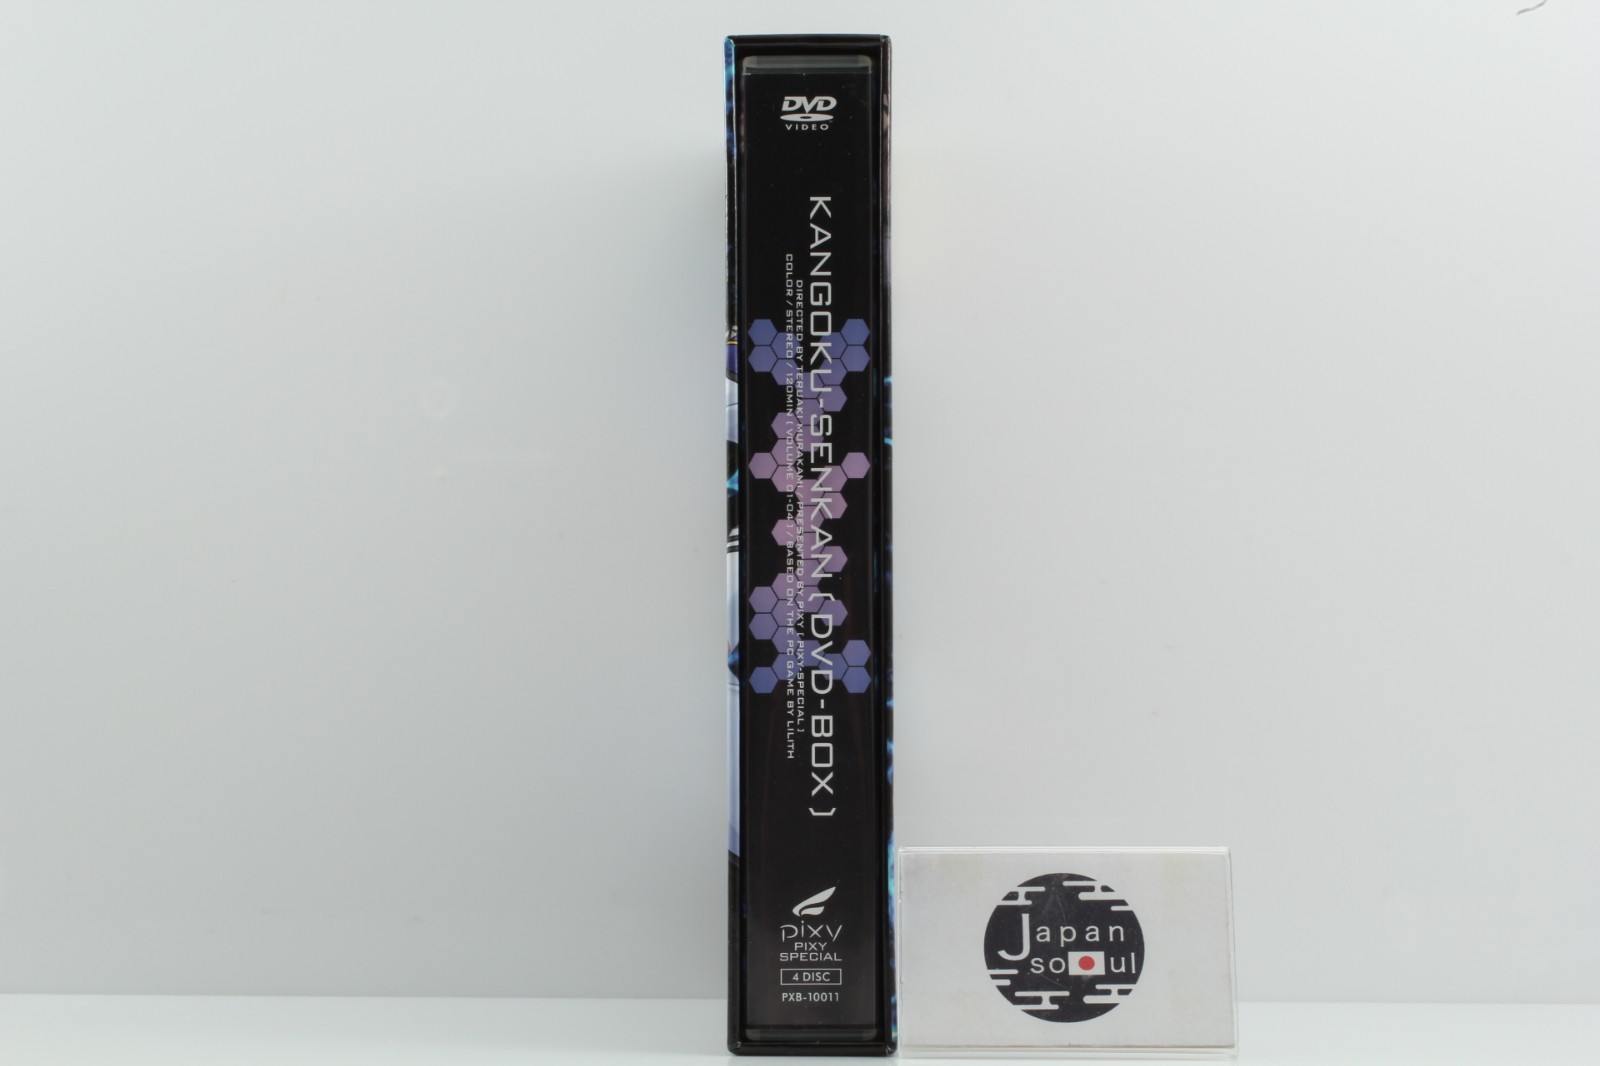 DVD
VIDEO
KANGOKU-SENKAN [DVD-BOX]
DIRECTED BY TERUAKI MURAKAMI / PRESENTED BY PIXY [PIXY-SPECIAL]
COLOR / STEREO / 120MIN [VOLUME 01-04] / BASED ON THE PC GAME BY LILITH
pixy
PIXY
SPECIAL
4 DISC
PXB-10011
Japan
soul